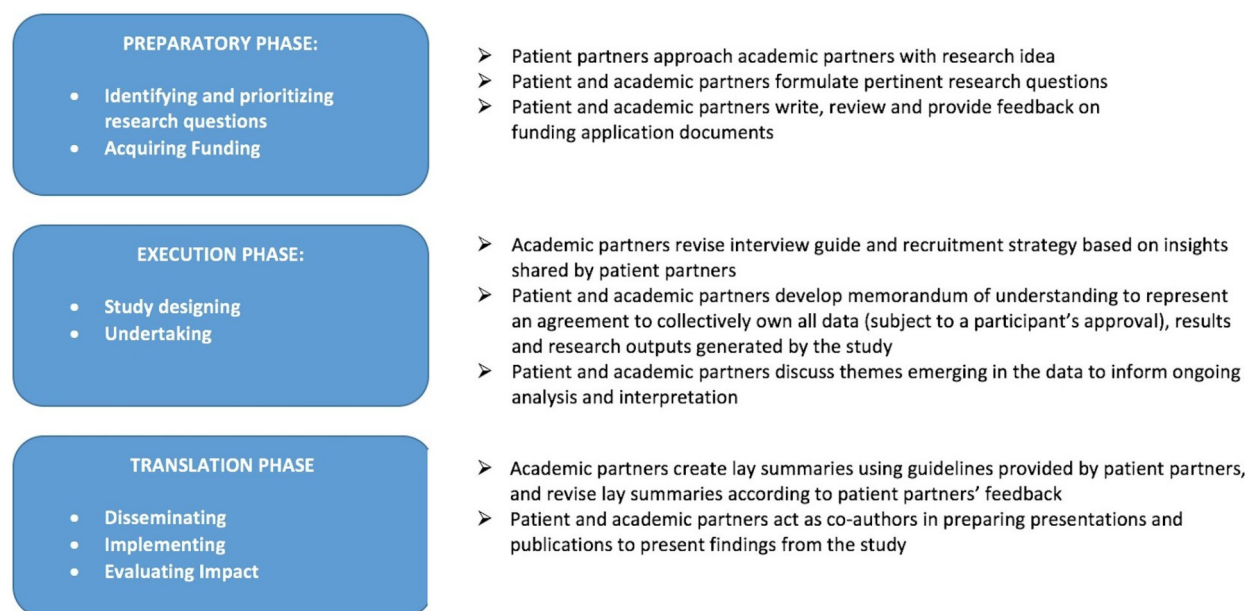 PREPARATORY PHASE:
• Identifying and prioritizing
research questions
• Acquiring Funding
➢ Patient partners approach academic partners with research idea
➢ Patient and academic partners formulate pertinent research questions
➢ Patient and academic partners write, review and provide feedback on
funding application documents
EXECUTION PHASE:
• Study designing
• Undertaking
➢ Academic partners revise interview guide and recruitment strategy based on insights
shared by patient partners
➢ Patient and academic partners develop memorandum of understanding to represent
an agreement to collectively own all data (subject to a participant’s approval), results
and research outputs generated by the study
➢ Patient and academic partners discuss themes emerging in the data to inform ongoing
analysis and interpretation
TRANSLATION PHASE
• Disseminating
• Implementing
• Evaluating Impact
➢ Academic partners create lay summaries using guidelines provided by patient partners,
and revise lay summaries according to patient partners’ feedback
➢ Patient and academic partners act as co-authors in preparing presentations and
publications to present findings from the study